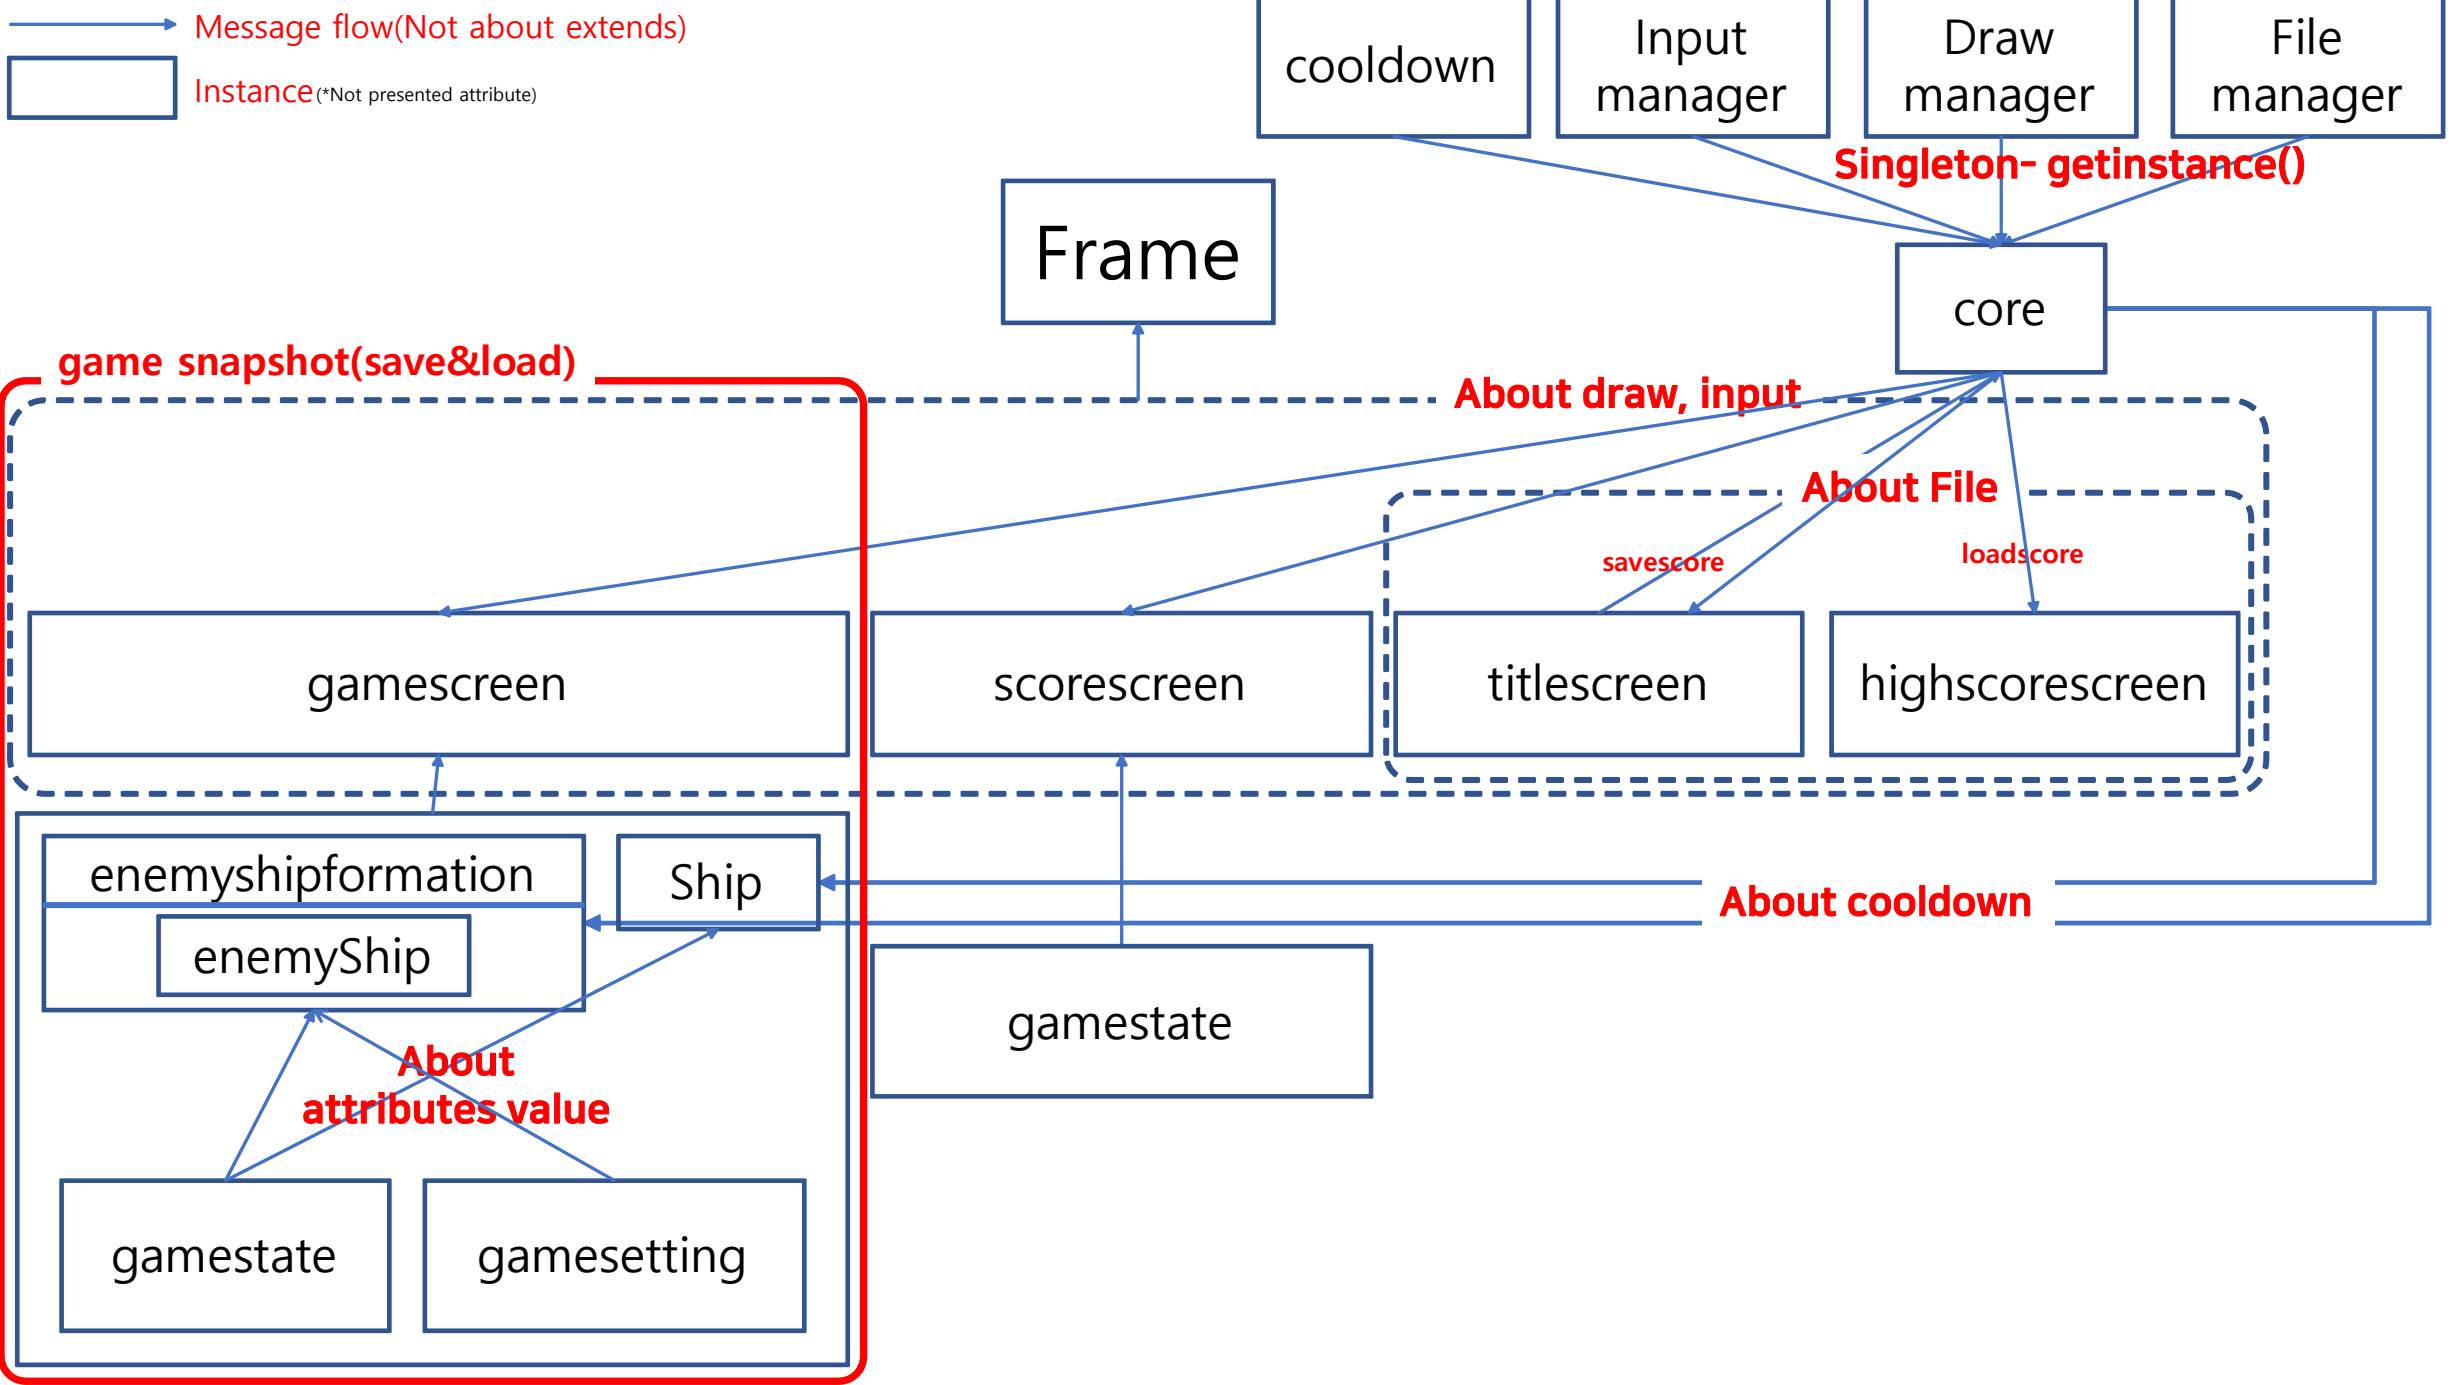 Message flow(Not about extends)
Instance(*Not presented attribute)
cooldown
Input
manager
Draw
manager
File
manager
Singleton- getinstance()
Frame
core
game snapshot(save&load)
About draw, input
About File
savescore
loadscore
gamescreen
scorescreen
titlescreen
highscorescreen
enemyshipformation
Ship
enemyShip
About cooldown
gamestate
About
attributes value
gamestate
gamesetting